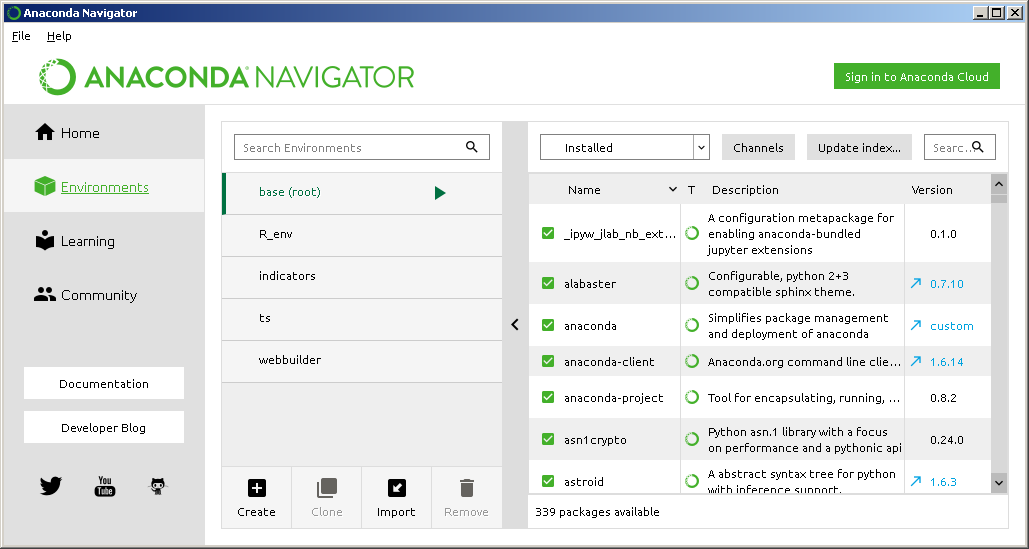 Anaconda Navigator
File Help
ANACONDA NAVIGATOR
Sign in to Anaconda Cloud
Home
Environments
Learning
Community
Documentation
Developer Blog
You
Tube
Search Environments
base (root)
R_env
indicators
ts
webbuilder
Create Clone Import Remove
Installed Channels Update index... Searc...
Name T Description Version
_ipyw_jlab_nb_ext...
A configuration metapackage for
enabling anaconda-bundled
jupyter extensions
0.1.0
alabaster
Configurable, python 2+3
compatible sphinx theme.
0.7.10
anaconda
Simplifies package management
and deployment of anaconda
custom
anaconda-client Anaconda.org command line clie... 1.6.14
anaconda-project Tool for encapsulating, running, ... 0.8.2
asn1crypto
Python asn.1 library with a focus
on performance and a pythonic api
0.24.0
astroid
A abstract syntax tree for python
with inference support.
1.6.3
339 packages available